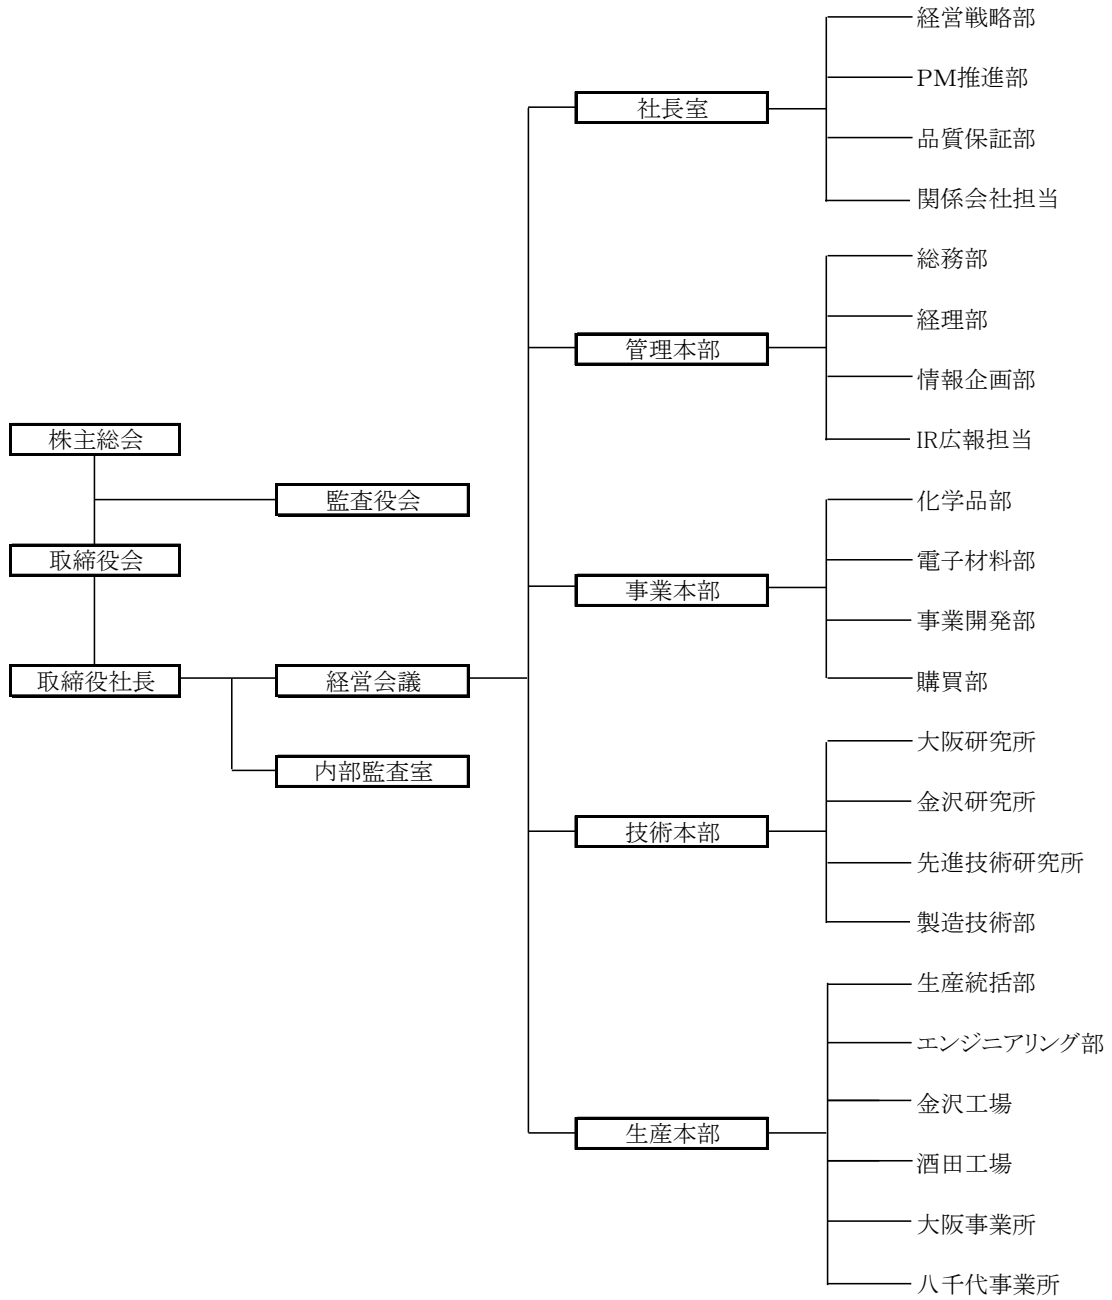 株主総会
監査役会
取締役会
取締役社長
経営会議
内部監査室
社長室
経営戦略部
PM推進部
品質保証部
関係会社担当
管理本部
総務部
経理部
情報企画部
IR広報担当
事業本部
化学品部
電子材料部
事業開発部
購買部
技術本部
大阪研究所
金沢研究所
先進技術研究所
製造技術部
生産本部
生産統括部
エンジニアリング部
金沢工場
酒田工場
大阪事業所
八千代事業所